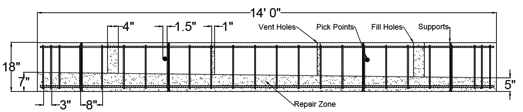 14' 0"
4"
1.5"
1"
Vent Holes
Pick Points
Fill Holes
Supports
18"
7"
5"
3"
8"
Repair Zone